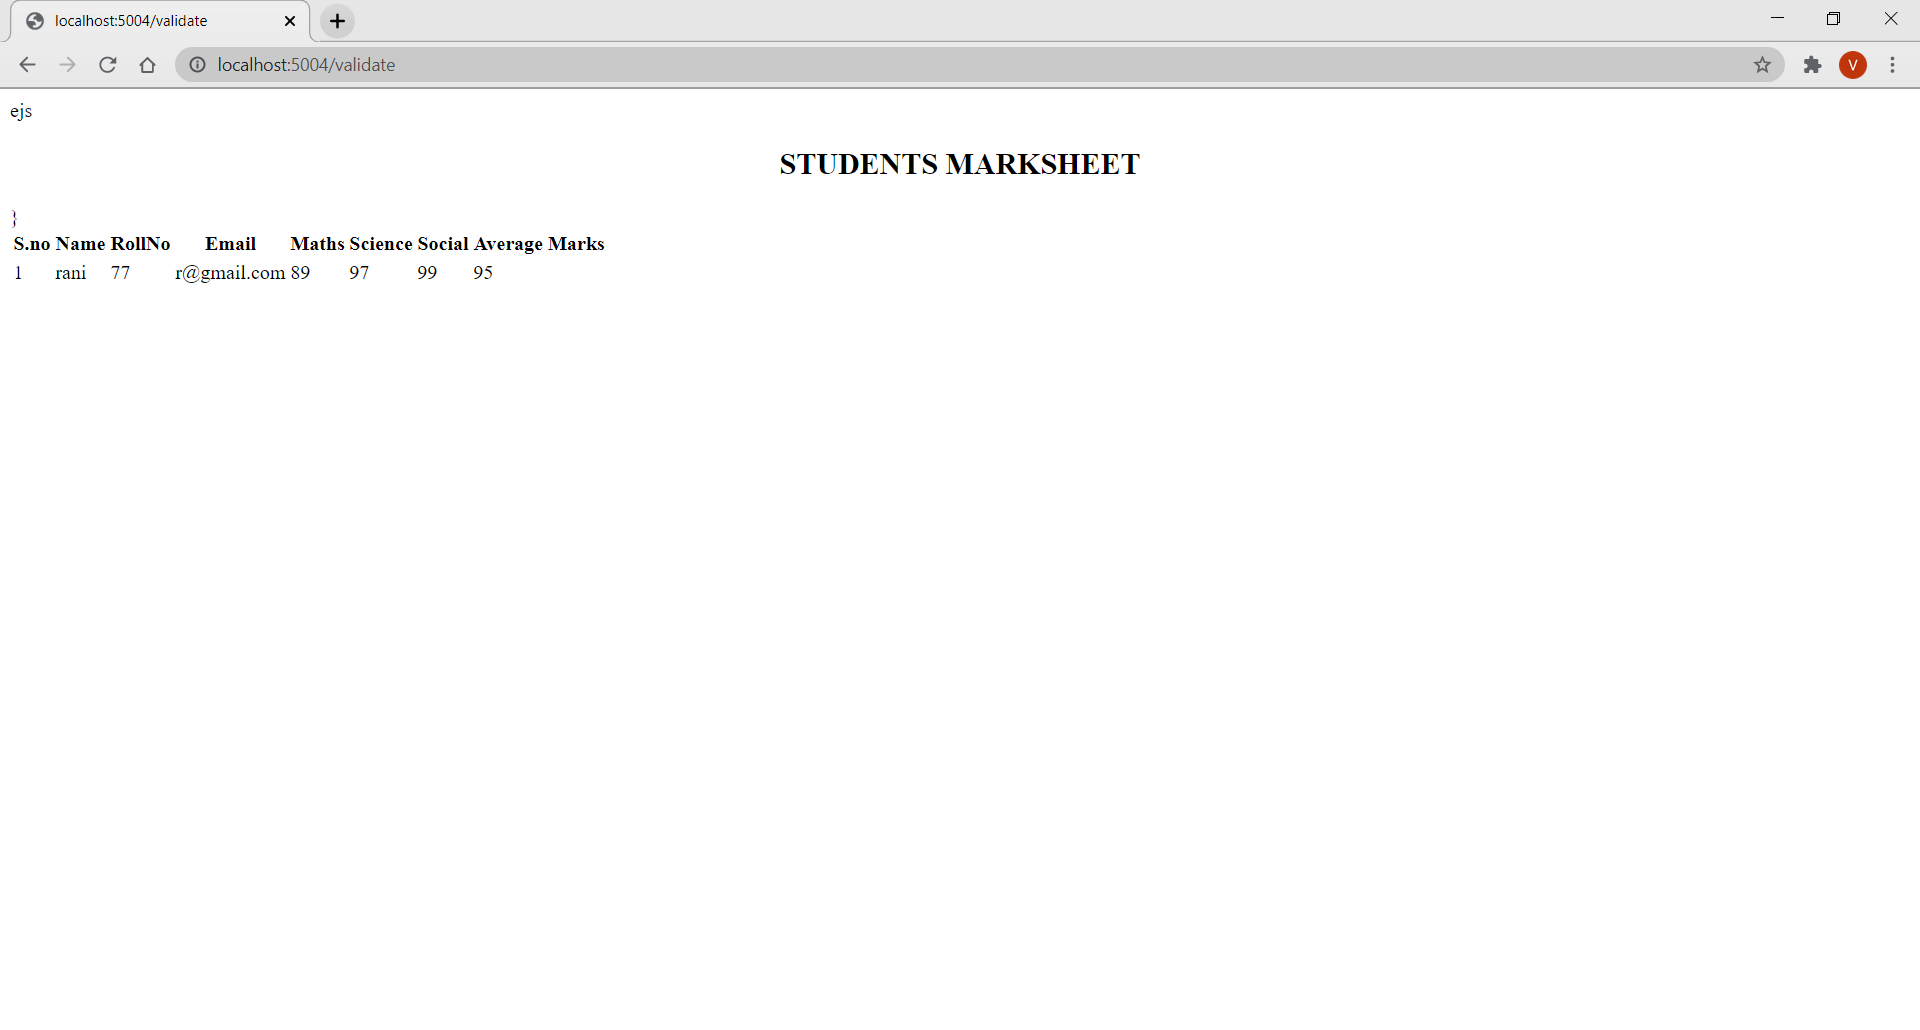 localhost:5004/validate
localhost:5004/validate
V
ejs
STUDENTS MARKSHEET
}
S.no Name RollNo Email Maths Science Social Average Marks
1 rani 77 r@gmail.com 89 97 99 95